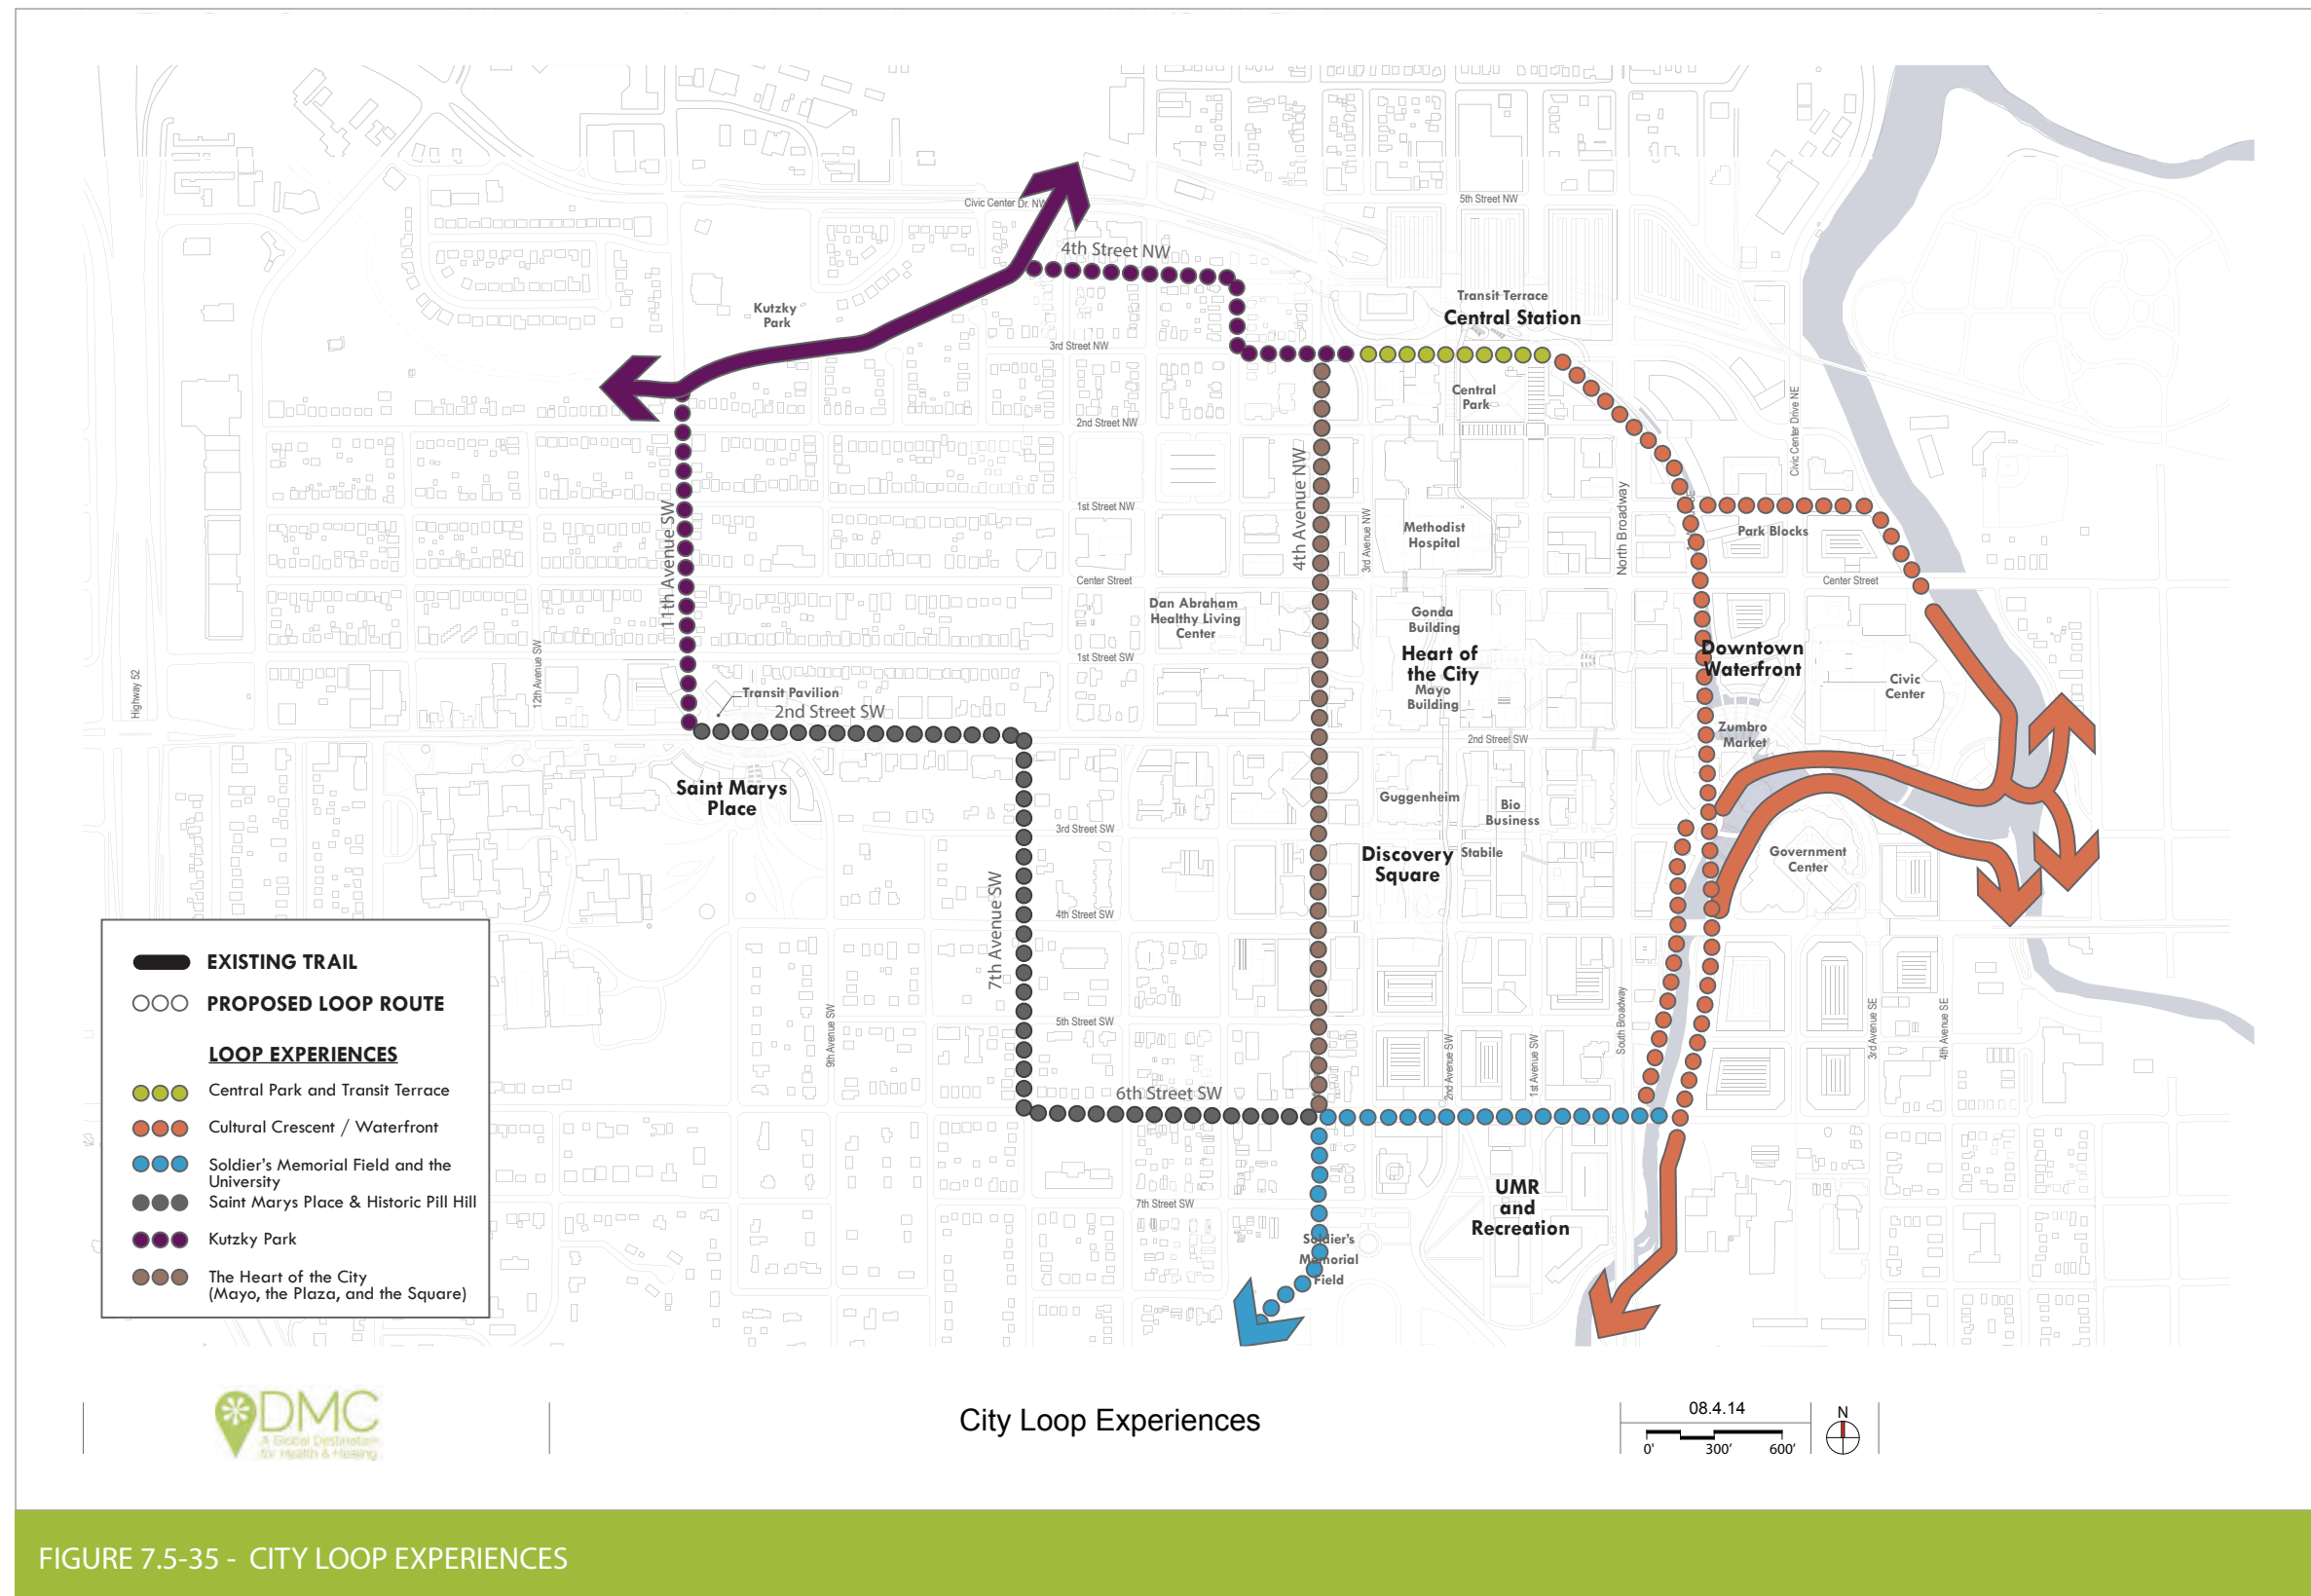 Civic Center Dr. NW
5th Street NW
4th Street NW
Transit Terrace
Central Station
Kutzky
Park
3rd Street NW
Central
Park
Civic Center Drive NE
2nd Street NW
4th Avenue NW
11th Avenue SW
1st Street NW
3rd Avenue NW
Methodist
Hospital
North Broadway
Park Blocks
Center Street
Center Street
Dan Abraham
Healthy Living
Center
Gonda
Building
Heart of
the City
Mayo
Building
Downtown
Waterfront
1st Street SW
12th Avenue SW
Highway 52
Civic
Center
Transit Pavilion
2nd Street SW
Zumbro
Market
2nd Street SW
Saint Marys
Place
Guggenheim
Bio
Business
3rd Street SW
Discovery
Square
Stabile
Government
Center
7th Avenue SW
4th Street SW
9th Avenue SW
5th Street SW
South Broadway
2nd Avenue SW
1st Avenue SW
3rd Avenue SE
4th Avenue SE
6th Street SW
7th Street SW
UMR
and
Recreation
Soldier's
Memorial
Field
EXISTING TRAIL
PROPOSED LOOP ROUTE
LOOP EXPERIENCES
Central Park and Transit Terrace
Cultural Crescent / Waterfront
Soldier's Memorial Field and the
University
Saint Marys Place & Historic Pill Hill
Kutzky Park
The Heart of the City
(Mayo, the Plaza, and the Square)
DMC
A Global Destination
for Health & Healing
City Loop Experiences
08.4.14
0' 300' 600'
N
FIGURE 7.5-35 - CITY LOOP EXPERIENCES